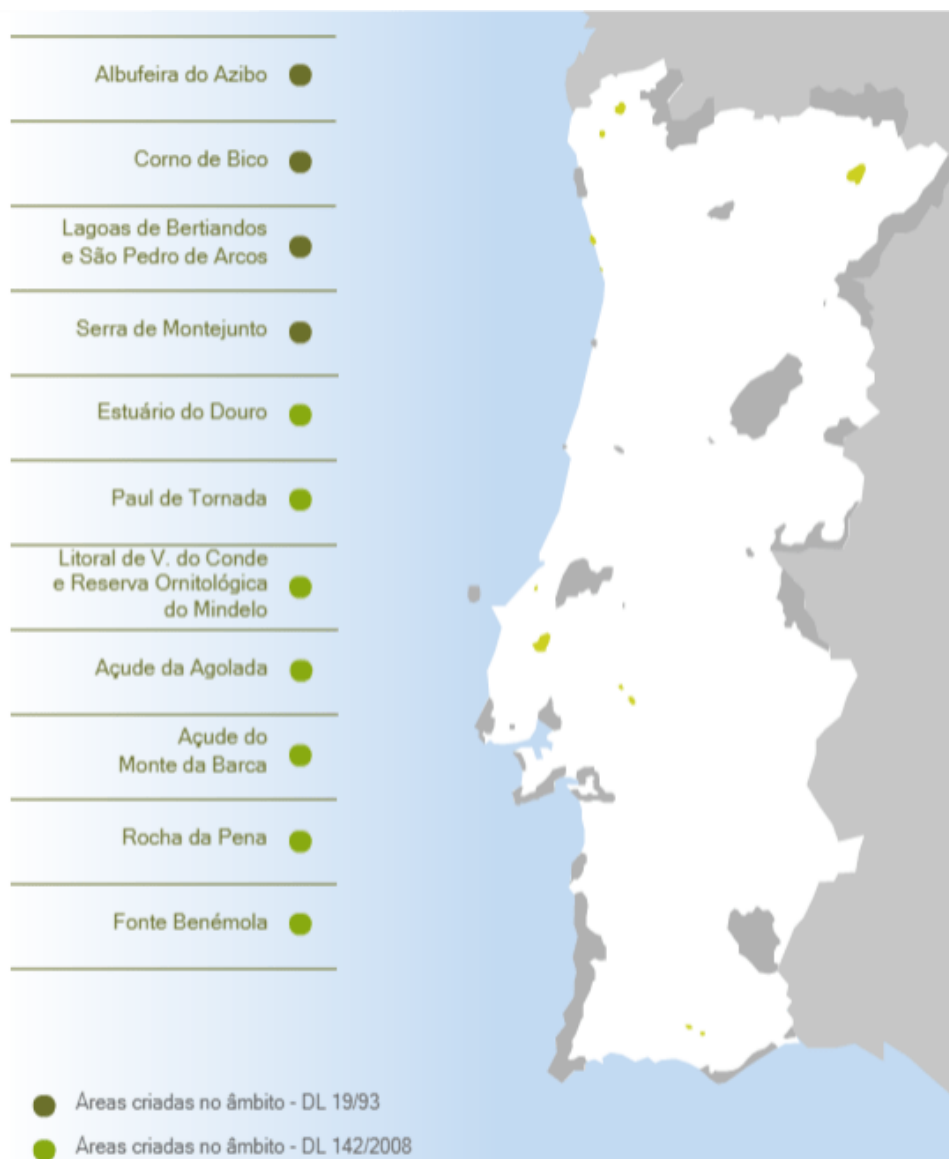 Albufeira do Azibo
Corno de Bico
Lagoas de Bertiandos
e São Pedro de Arcos
Serra de Montejunto
Estuário do Douro
Paul de Tornada
Litoral de V. do Conde
e Reserva Ornitológica
do Mindelo
Açude da Agolada
Açude do
Monte da Barca
Rocha da Pena
Fonte Benémola
Areas criadas no âmbito - DL 19/93
Areas criadas no âmbito - DL 142/2008